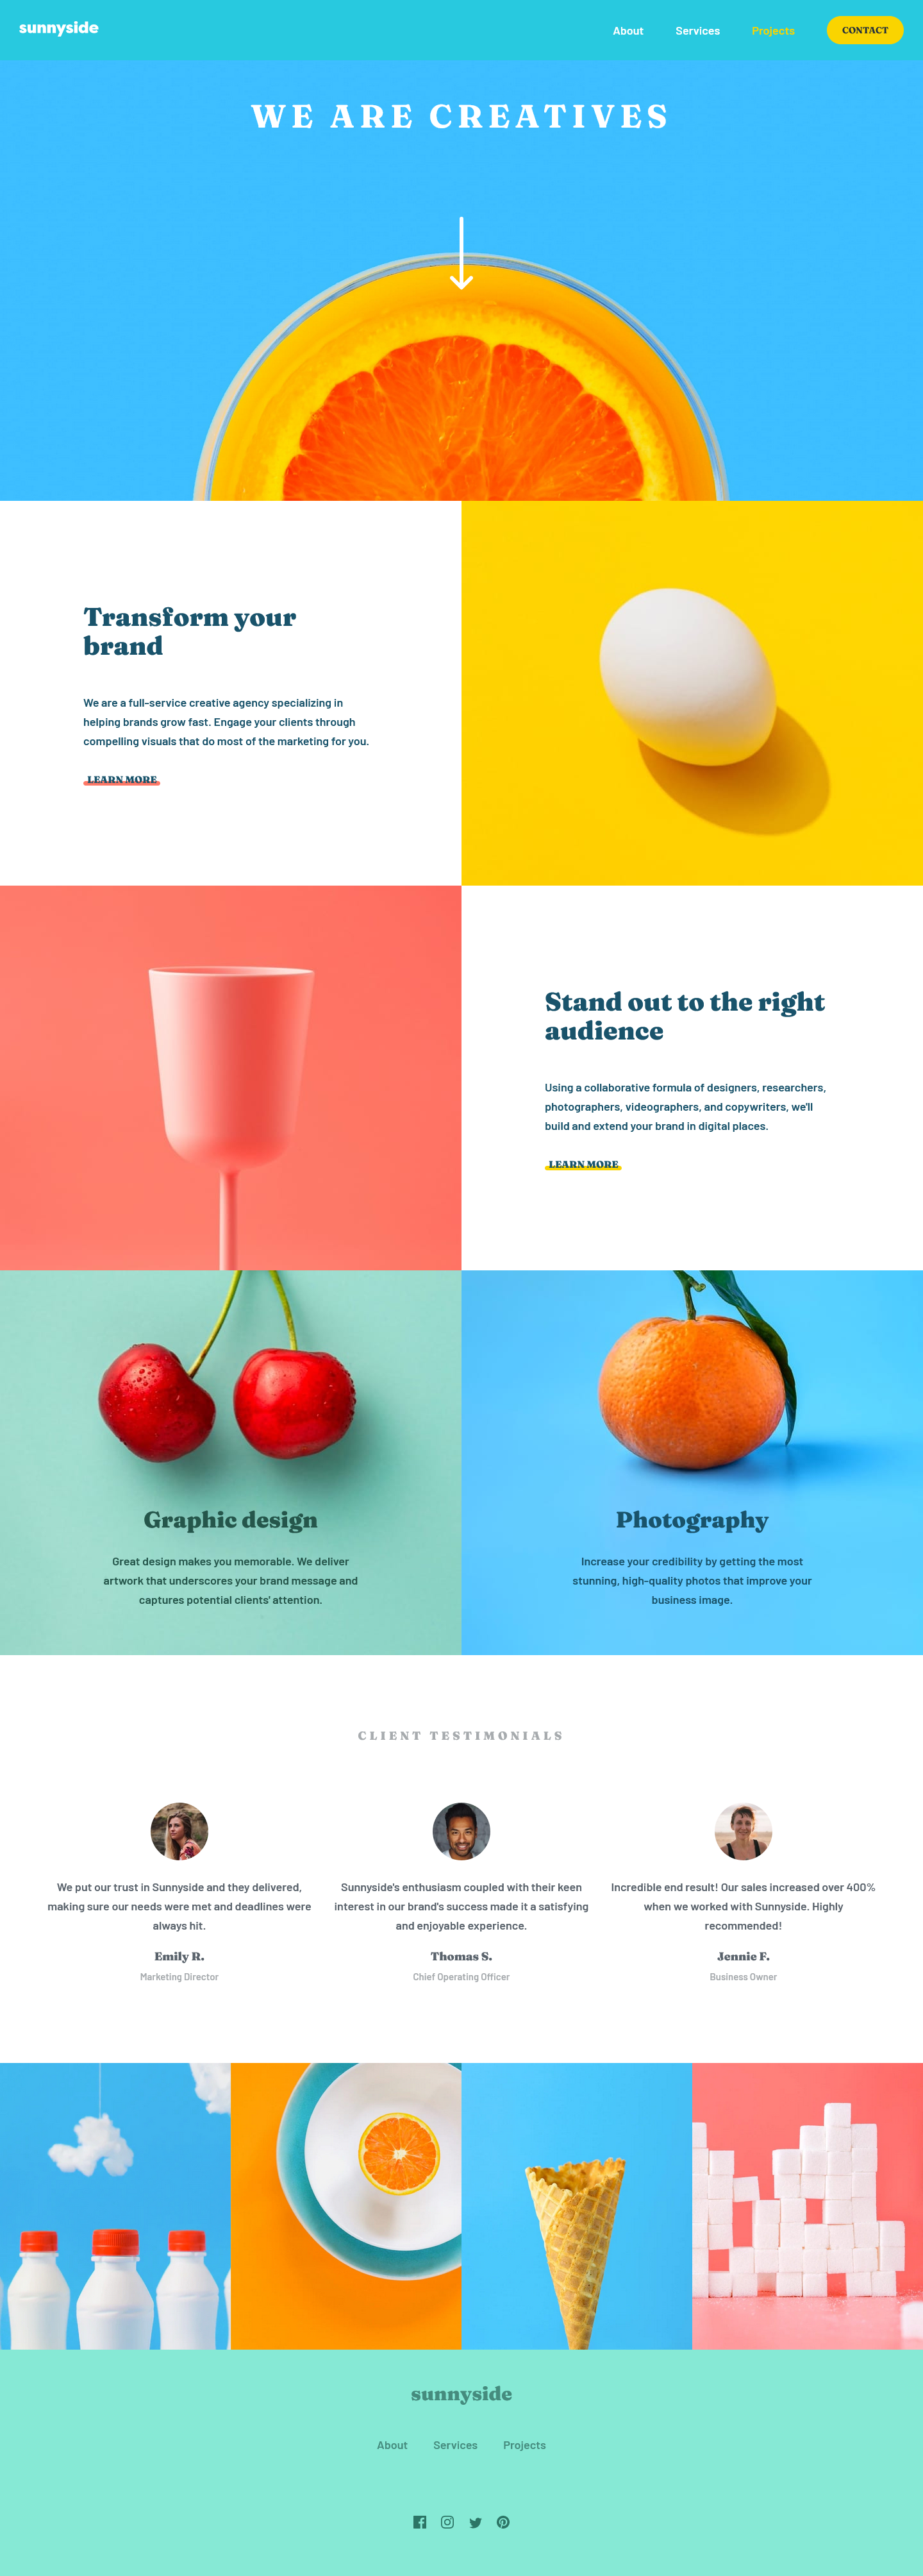 sunnyside
About Services Projects CONTACT
WE ARE CREATIVES
Transform your
brand
We are a full-service creative agency specializing in
helping brands grow fast. Engage your clients through
compelling visuals that do most of the marketing for you.
LEARN MORE
Stand out to the right
audience
Using a collaborative formula of designers, researchers,
photographers, videographers, and copywriters, we'll
build and extend your brand in digital places.
LEARN MORE
Graphic design
Great design makes you memorable. We deliver
artwork that underscores your brand message and
captures potential clients' attention.
Photography
Increase your credibility by getting the most
stunning, high-quality photos that improve your
business image.
CLIENT TESTIMONIALS
We put our trust in Sunnyside and they delivered,
making sure our needs were met and deadlines were
always hit.
Emily R.
Marketing Director
Sunnyside's enthusiasm coupled with their keen
interest in our brand's success made it a satisfying
and enjoyable experience.
Thomas S.
Chief Operating Officer
Incredible end result! Our sales increased over 400%
when we worked with Sunnyside. Highly
recommended!
Jennie F.
Business Owner
sunnyside
About Services Projects